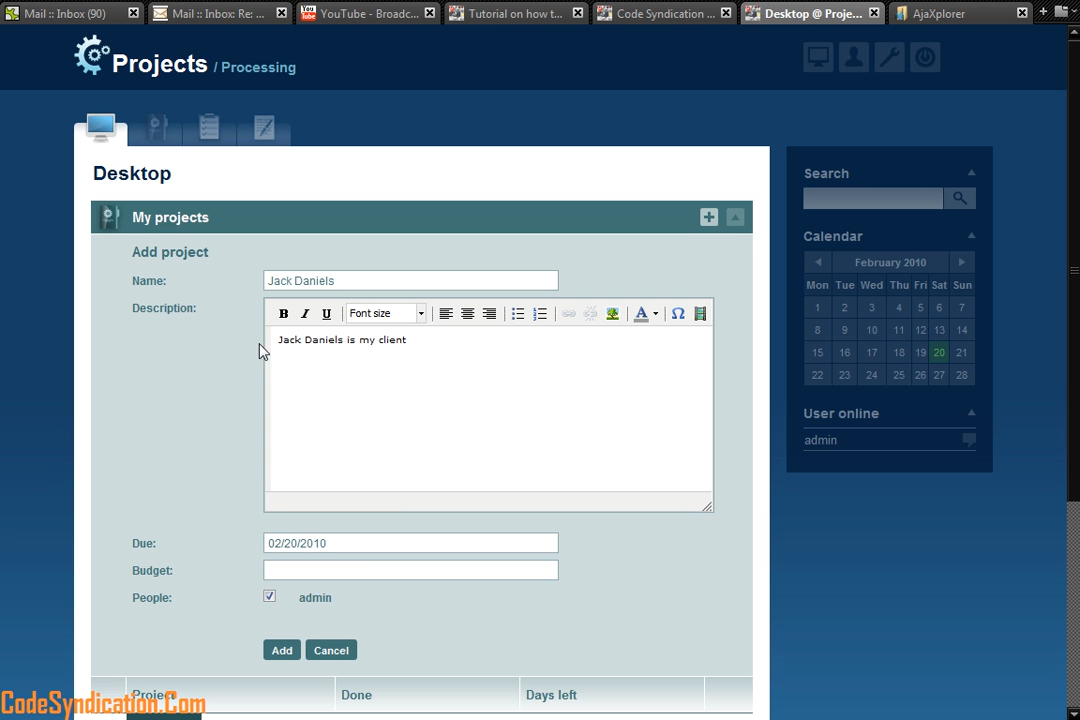 Mail :: Inbox (90)
Mail :: Inbox: Re: ...
YouTube - Broadc...
Tutorial on how t...
Code Syndication ...
Desktop @ Proje...
AjaXplorer
Projects / Processing
Desktop
My projects
Add project
Name: Jack Daniels
Description:
B I U Font size
Jack Daniels is my client
Due: 02/20/2010
Budget:
People: admin
Add Cancel
Project Done Days left
Search
Calendar
February 2010
Mon Tue Wed Thu Fri Sat Sun
1 2 3 4 5 6 7
8 9 10 11 12 13 14
15 16 17 18 19 20 21
22 23 24 25 26 27 28
User online
admin
CodeSyndication.Com